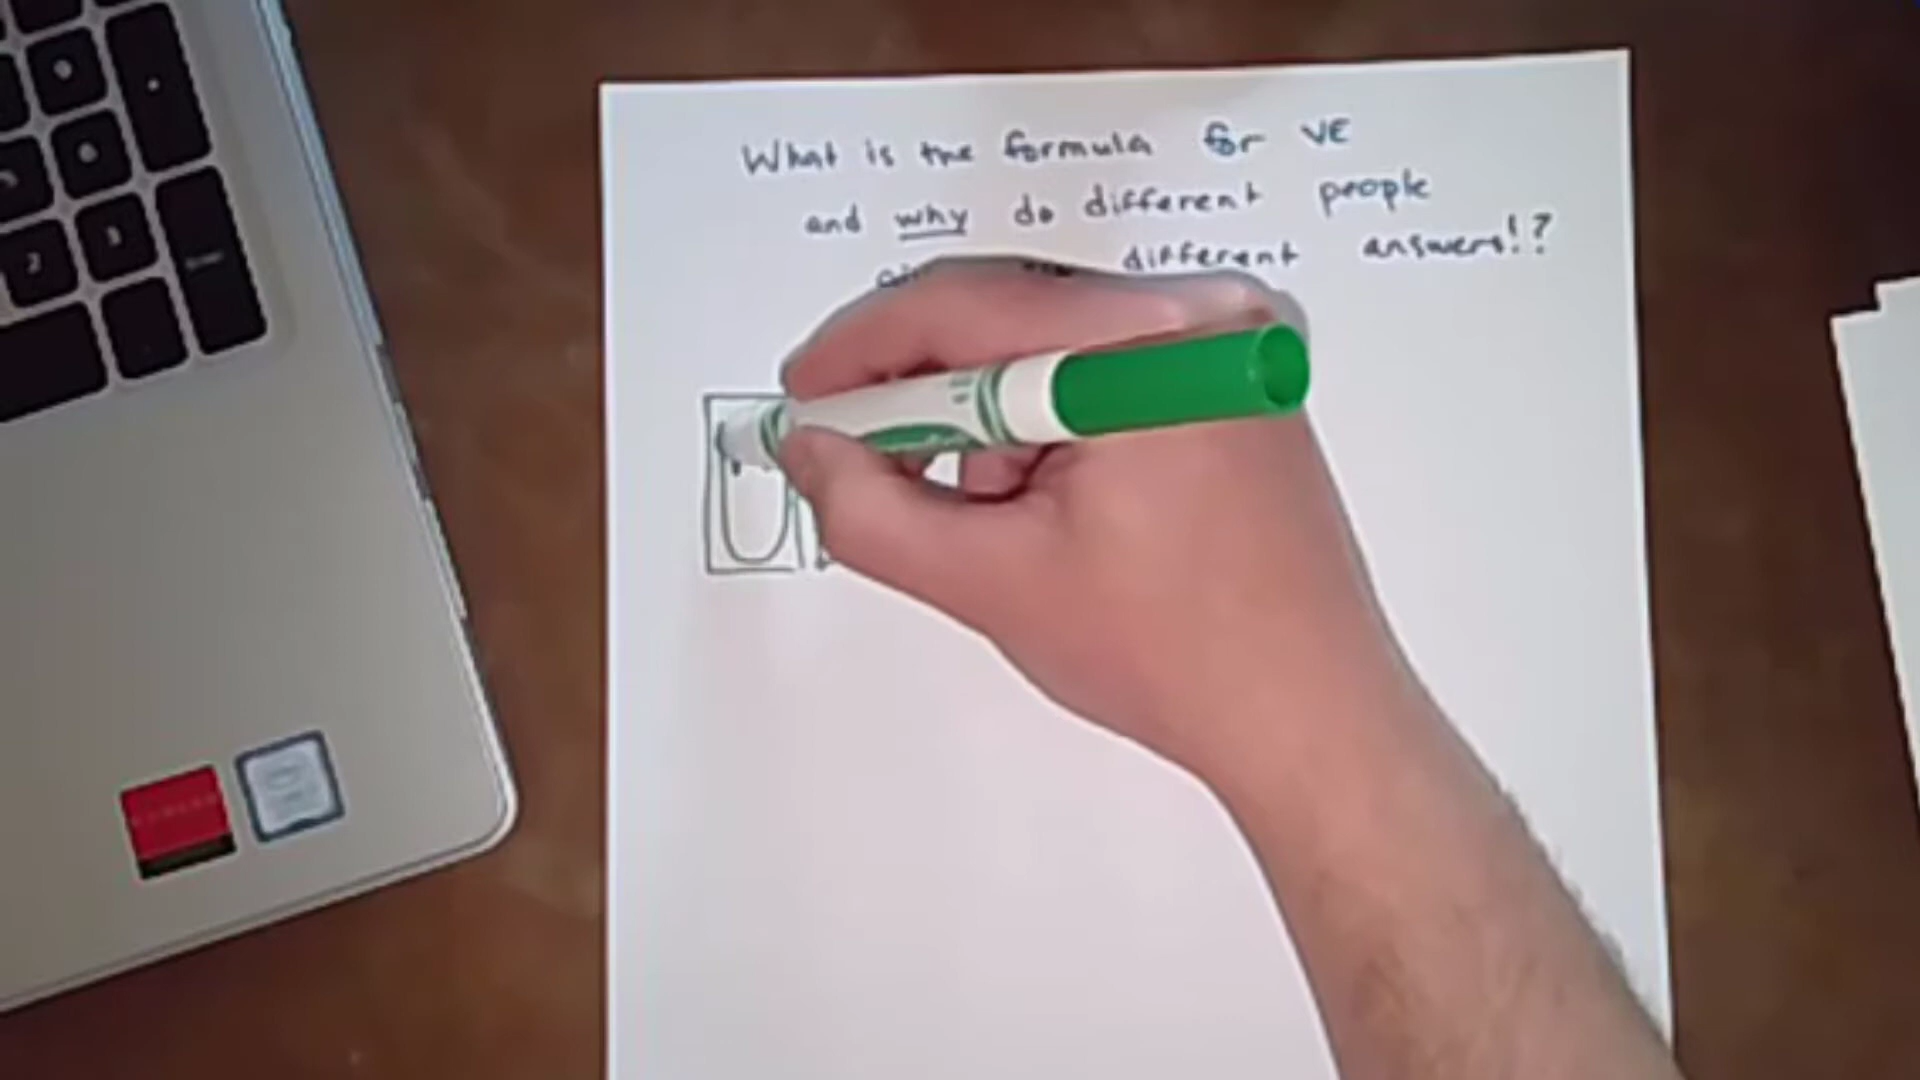 What is the formula for VE
and why do different people
different answers!?